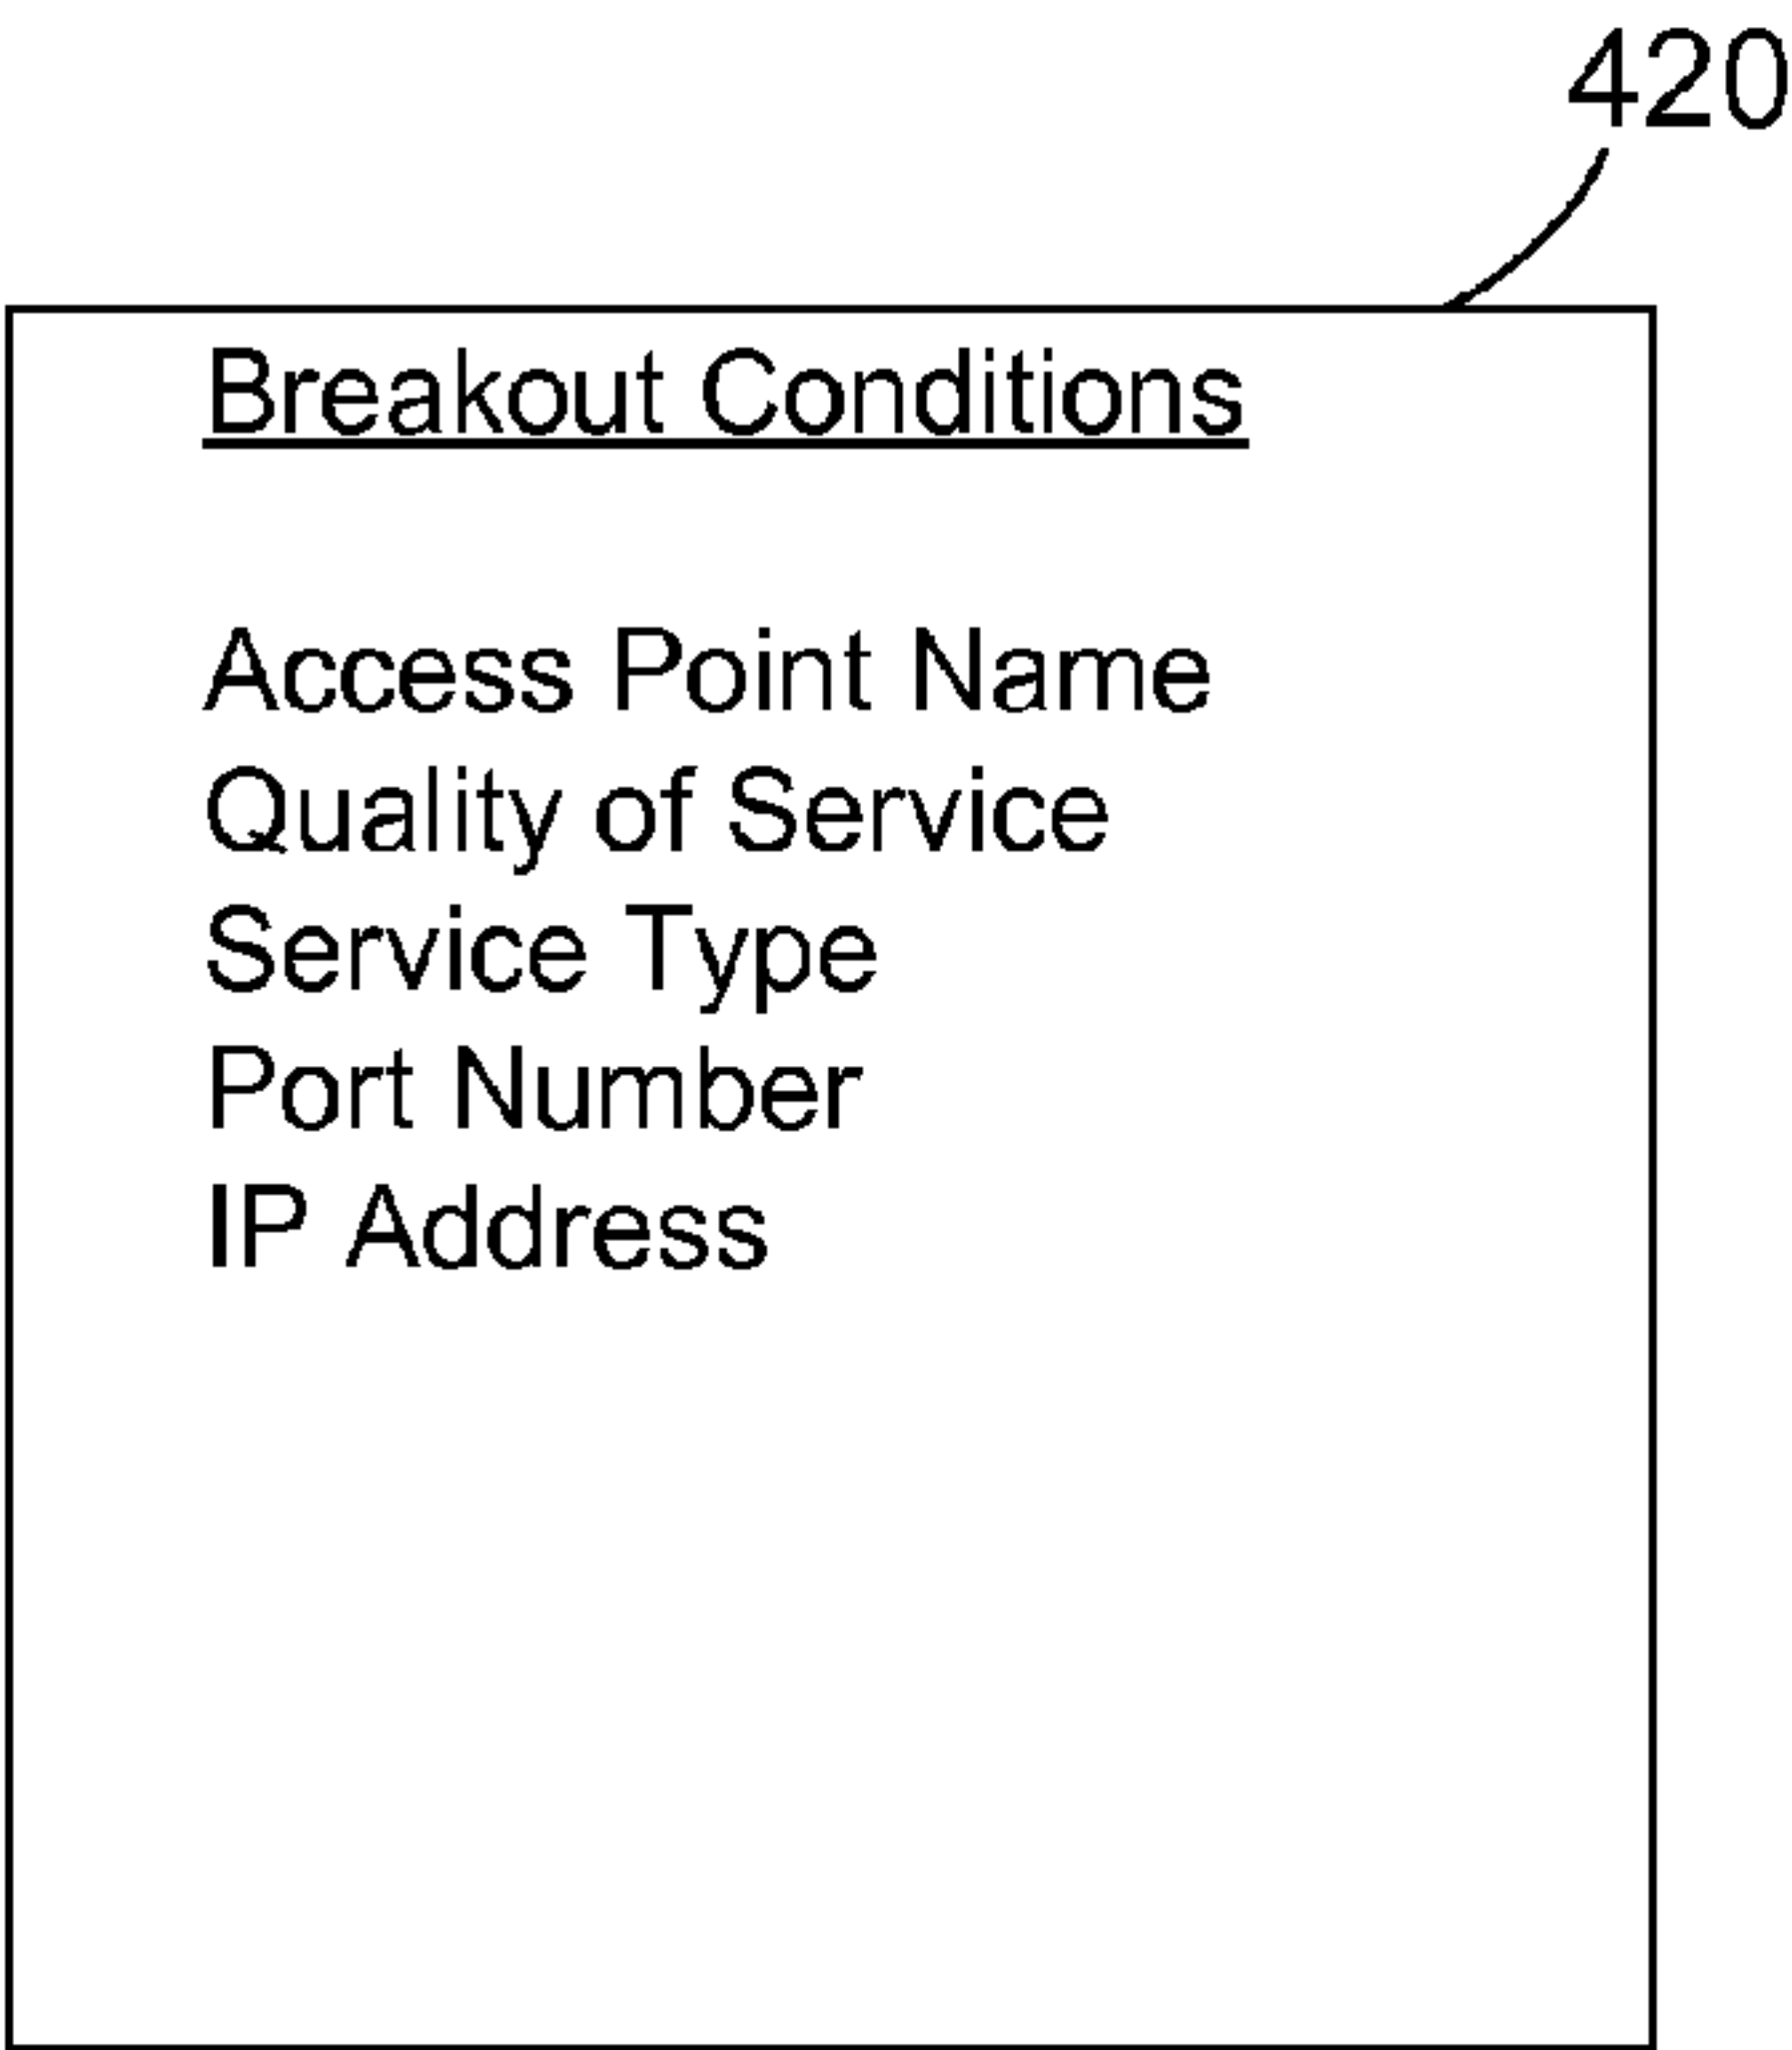 420
Breakout Conditions
Access Point Name
Quality of Service
Service Type
Port Number
IP Address